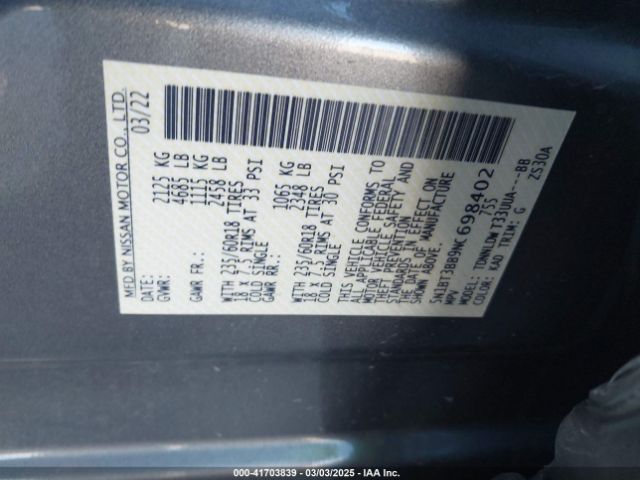 MFD BY NISSAN MOTOR CO., LTD.
DATE: 03/22
GVWR: 2125 KG
4685 LB
GAWR FR: 1115 KG
2458 LB
WITH 235/60R18 TIRES
18 x 7.5 RIMS AT 33 PSI
COLD SINGLE
GAWR RR.: 1065 KG
2348 LB
WITH 235/60R18 TIRES
18 x 7.5 RIMS AT 30 PSI
COLD SINGLE
THIS VEHICLE CONFORMS TO
ALL APPLICABLE FEDERAL
MOTOR VEHICLE SAFETY AND
THEFT PREVENTION
STANDARDS IN EFFECT ON
THE DATE OF MANUFACTURE
SHOWN ABOVE.
5N1BT3BB9NC698402
MPV 755
MODEL: T33UUA---BB
COLOR: KAD TRIM: G ZS30A
000-41703839 - 03/03/2025 - IAA Inc.